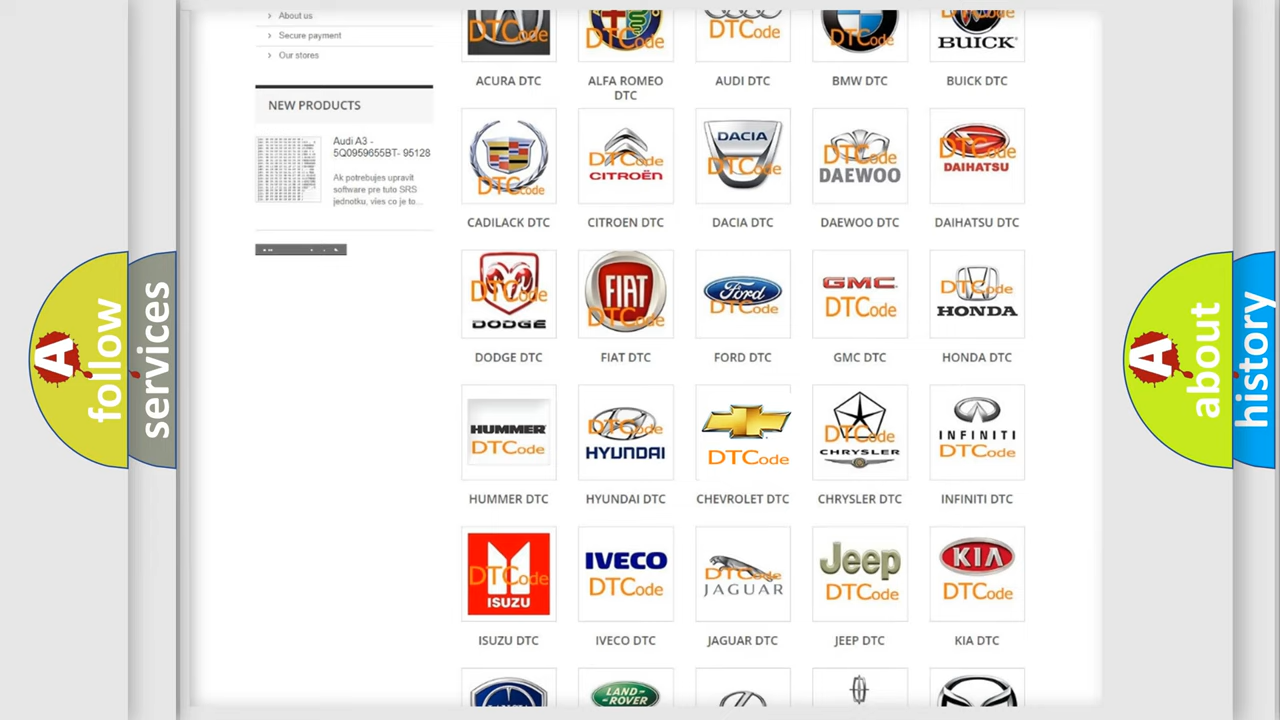 About us
Secure payment
Our stores
NEW PRODUCTS
Audi A3 -
5Q0959655BT- 95128
Ak potrebujes upravit
software pre tuto SRS
jednotku, vies co je to...
DTCode
DTCode
DTCode
DTCode
BUICK
ACURA DTC
ALFA ROMEO
DTC
AUDI DTC
BMW DTC
BUICK DTC
DTCode
DTCode
CITROËN
DACIA
DTCode
DTCode
DAEWOO
DTCode
DAIHATSU
CADILACK DTC
CITROEN DTC
DACIA DTC
DAEWOO DTC
DAIHATSU DTC
DTCode
DODGE
FIAT
DTCode
Ford
DTCode
GMC
DTCode
DTCode
HONDA
DODGE DTC
FIAT DTC
FORD DTC
GMC DTC
HONDA DTC
HUMMER
DTCode
DTCode
HYUNDAI
DTCode
DTCode
CHRYSLER
INFINITI
DTCode
HUMMER DTC
HYUNDAI DTC
CHEVROLET DTC
CHRYSLER DTC
INFINITI DTC
DTCode
ISUZU
IVECO
DTCode
DTCode
JAGUAR
Jeep
DTCode
KIA
DTCode
ISUZU DTC
IVECO DTC
JAGUAR DTC
JEEP DTC
KIA DTC
LAND-
ROVER
A
follow
services
A
about
history